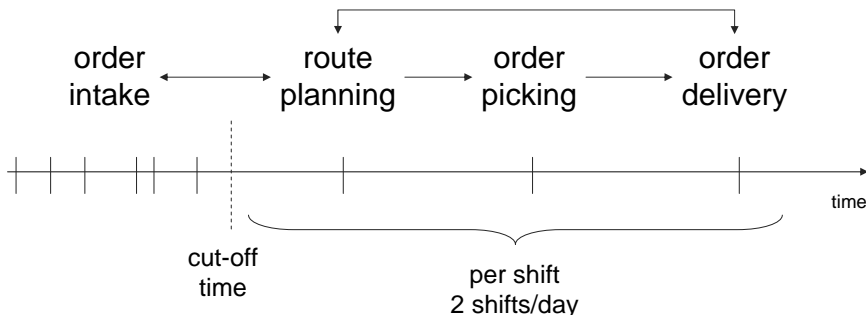 order
intake
route
planning
order
picking
order
delivery
time
cut-off
time
per shift
2 shifts/day